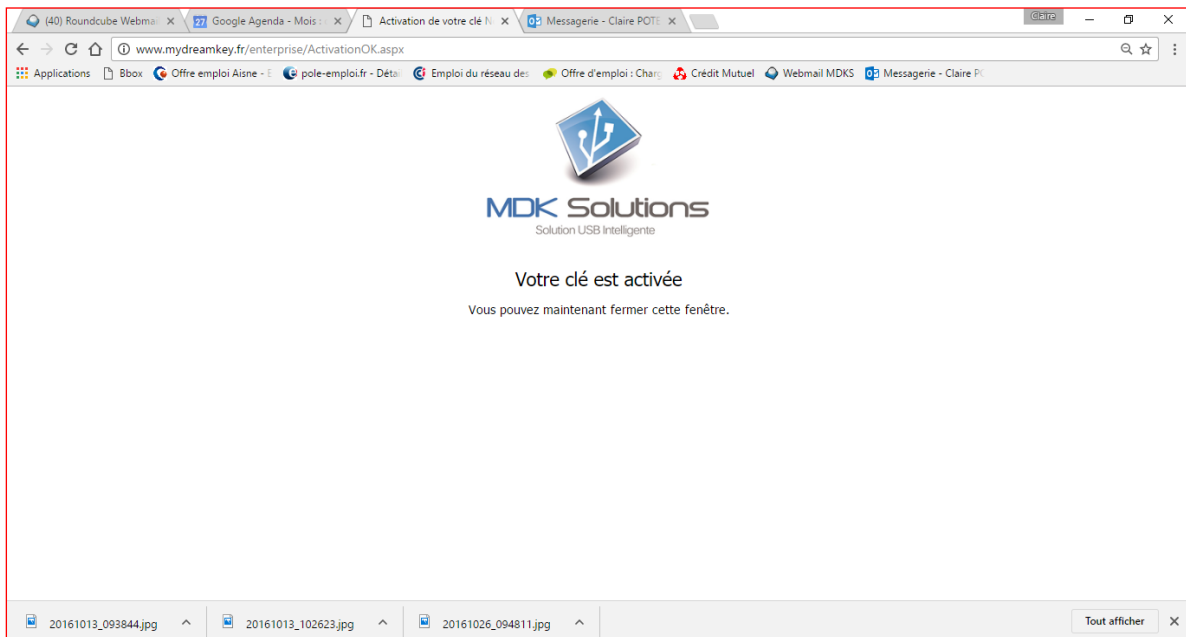 (40) Roundcube Webmai
27 Google Agenda - Mois :
Activation de votre clé N
Messagerie - Claire POTE
Claire
www.mydreamkey.fr/enterprise/ActivationOK.aspx
Applications Bbox Offre emploi Aisne - E pole-emploi.fr - Détai Emploi du réseau des Offre d'emploi : Charg Crédit Mutuel Webmail MDKS Messagerie - Claire PO
MDK Solutions
Solution USB Intelligente
Votre clé est activée
Vous pouvez maintenant fermer cette fenêtre.
20161013_093844.jpg 20161013_102623.jpg 20161026_094811.jpg Tout afficher